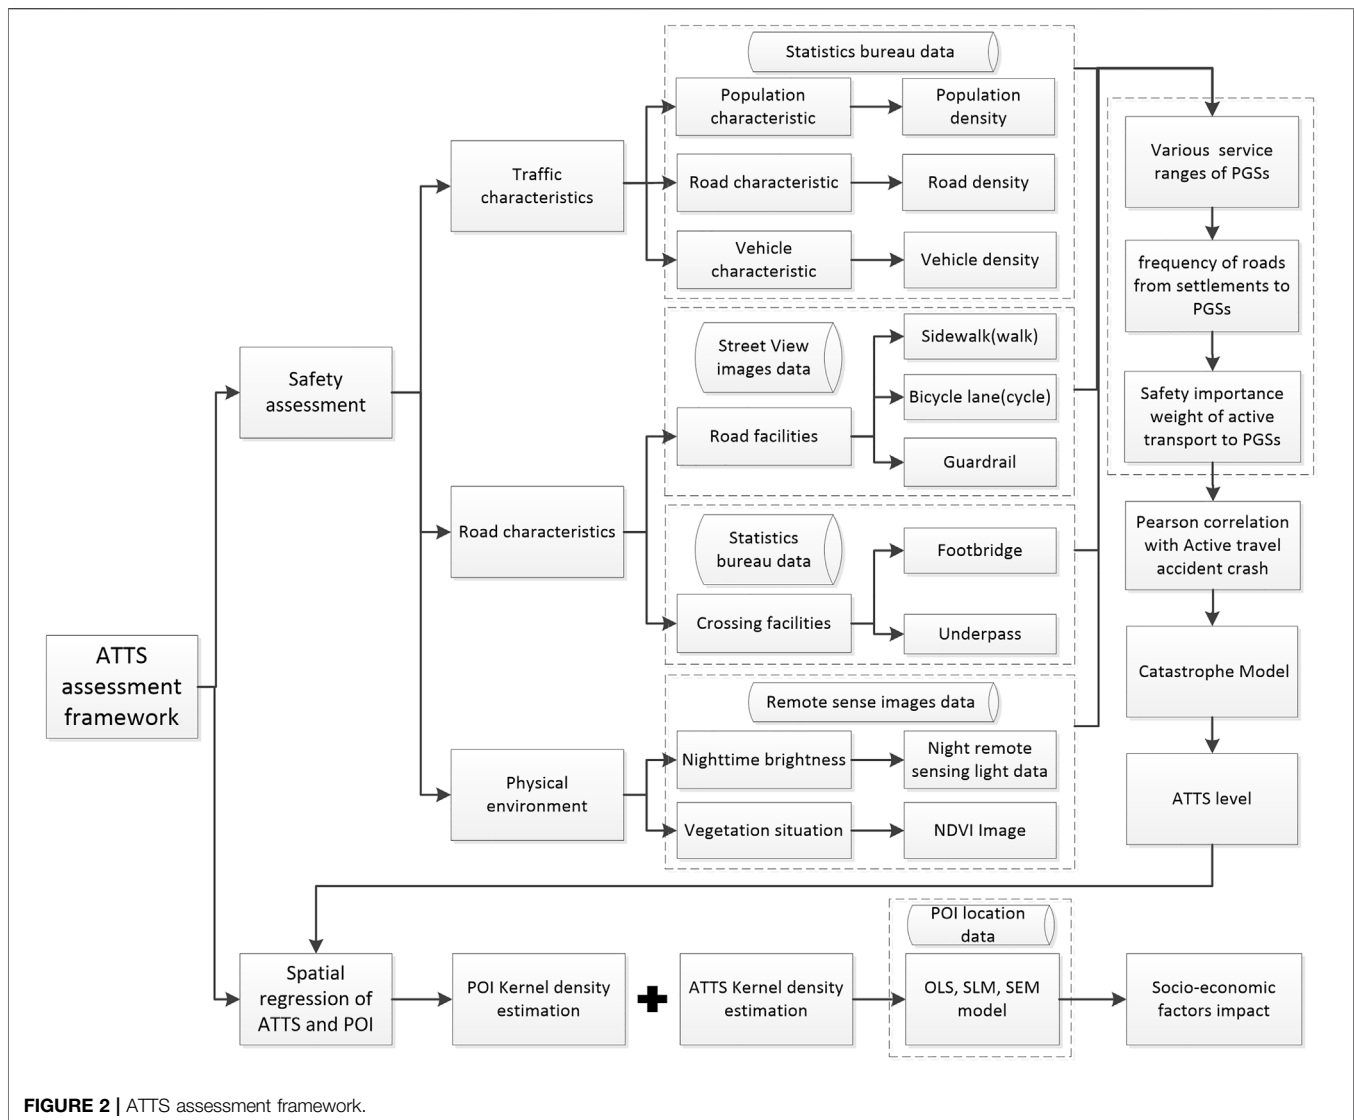 Statistics bureau data
Population
characteristic
Population
density
Traffic
characteristics
Road characteristic
Road density
Vehicle
characteristic
Vehicle density
Various service
ranges of PGSs
frequency of roads
from settlements to
PGSs
Safety importance
weight of active
transport to PGSs
Safety
assessment
Street View
images data
Sidewalk(walk)
Bicycle lane(cycle)
Road facilities
Guardrail
Road characteristics
Statistics
bureau data
Footbridge
Crossing facilities
Underpass
Pearson correlation
with Active travel
accident crash
ATTS
assessment
framework
Catastrophe Model
Remote sense images data
Nighttime brightness
Night remote
sensing light data
Physical
environment
Vegetation situation
NDVI Image
ATTS level
POI location
data
Spatial
regression of
ATTS and POI
POI Kernel density
estimation
ATTS Kernel density
estimation
OLS, SLM, SEM
model
Socio-economic
factors impact
FIGURE 2 | ATTS assessment framework.